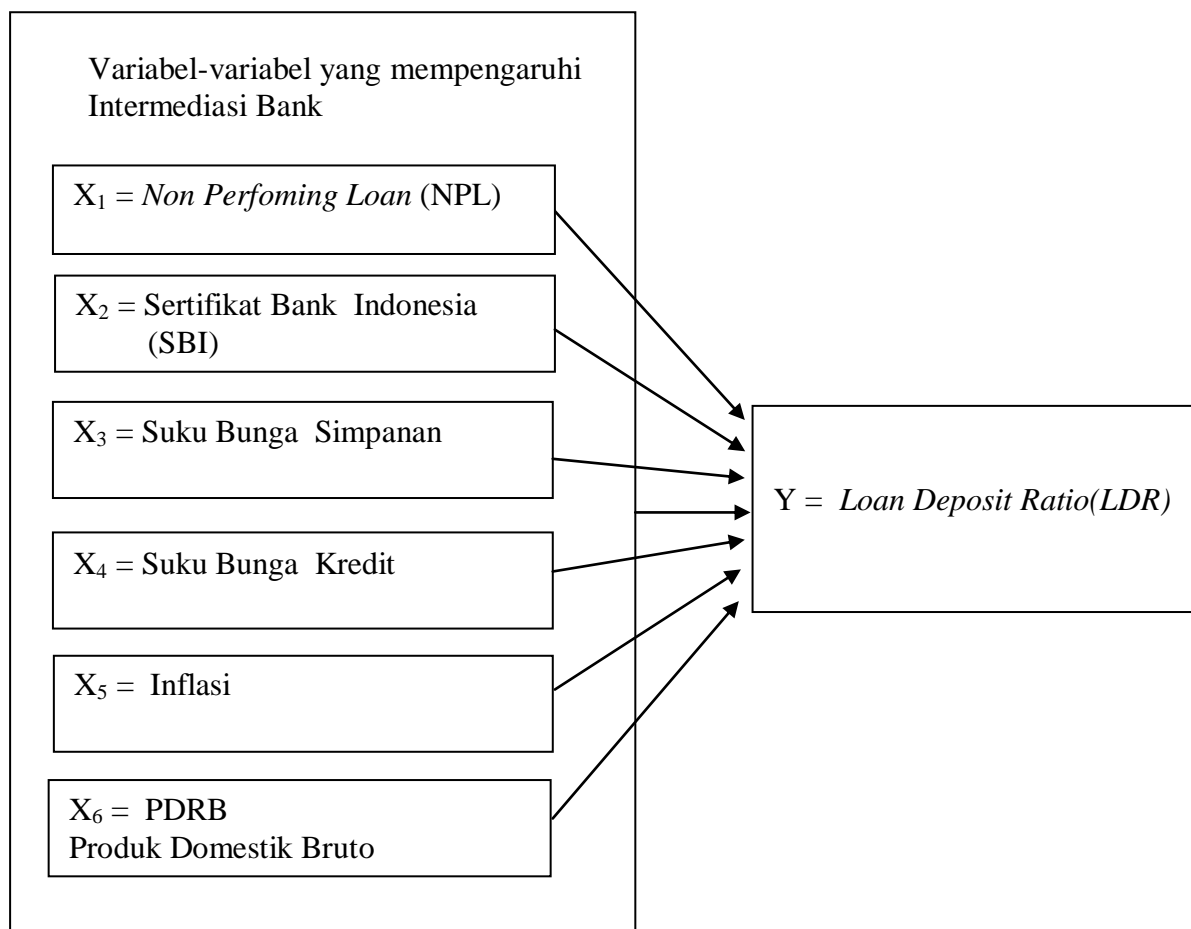 Variabel-variabel yang mempengaruhi
Intermediasi Bank
X₁ = Non Perfoming Loan (NPL)
X₂ = Sertifikat Bank Indonesia
(SBI)
X₃ = Suku Bunga Simpanan
Y = Loan Deposit Ratio(LDR)
X₄ = Suku Bunga Kredit
X₅ = Inflasi
X₆ = PDRB
Produk Domestik Bruto